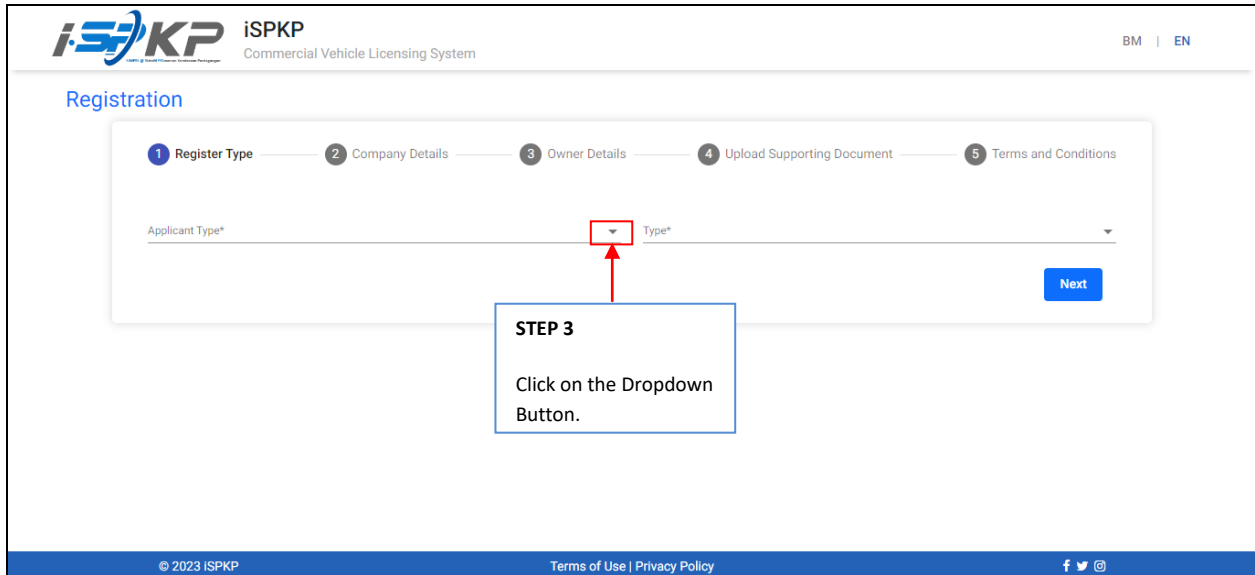 i.SPKP
iSPKP
Commercial Vehicle Licensing System
BM | EN
Registration
1 Register Type
2 Company Details
3 Owner Details
4 Upload Supporting Document
5 Terms and Conditions
Applicant Type*
Type*
Next
STEP 3
Click on the Dropdown
Button.
© 2023 iSPKP
Terms of Use | Privacy Policy